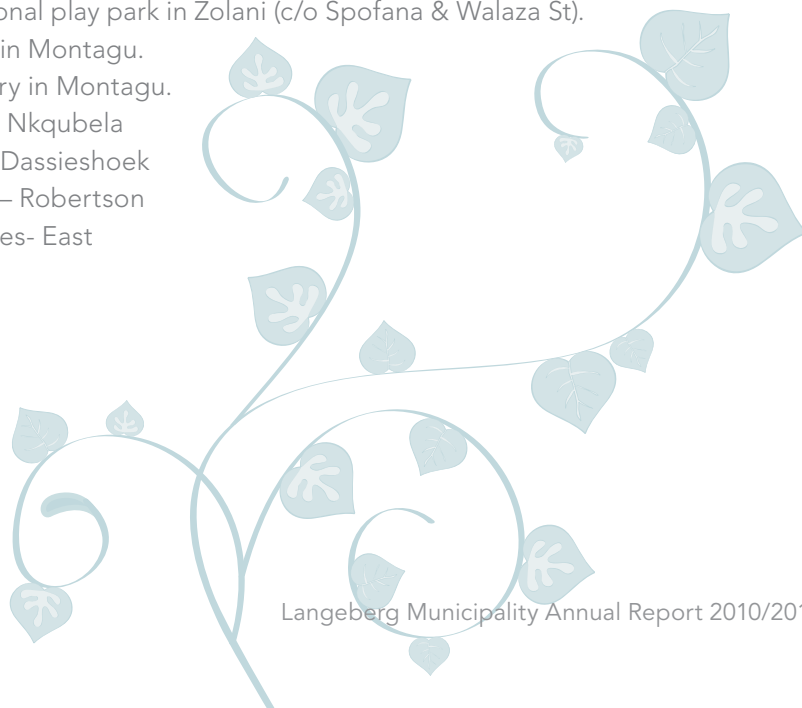 onal play park in Zolani (c/o Spofana & Walaza St).
in Montagu.
ry in Montagu.
Nkqubela
Dassieshoek
– Robertson
es- East
Langeberg Municipality Annual Report 2010/201